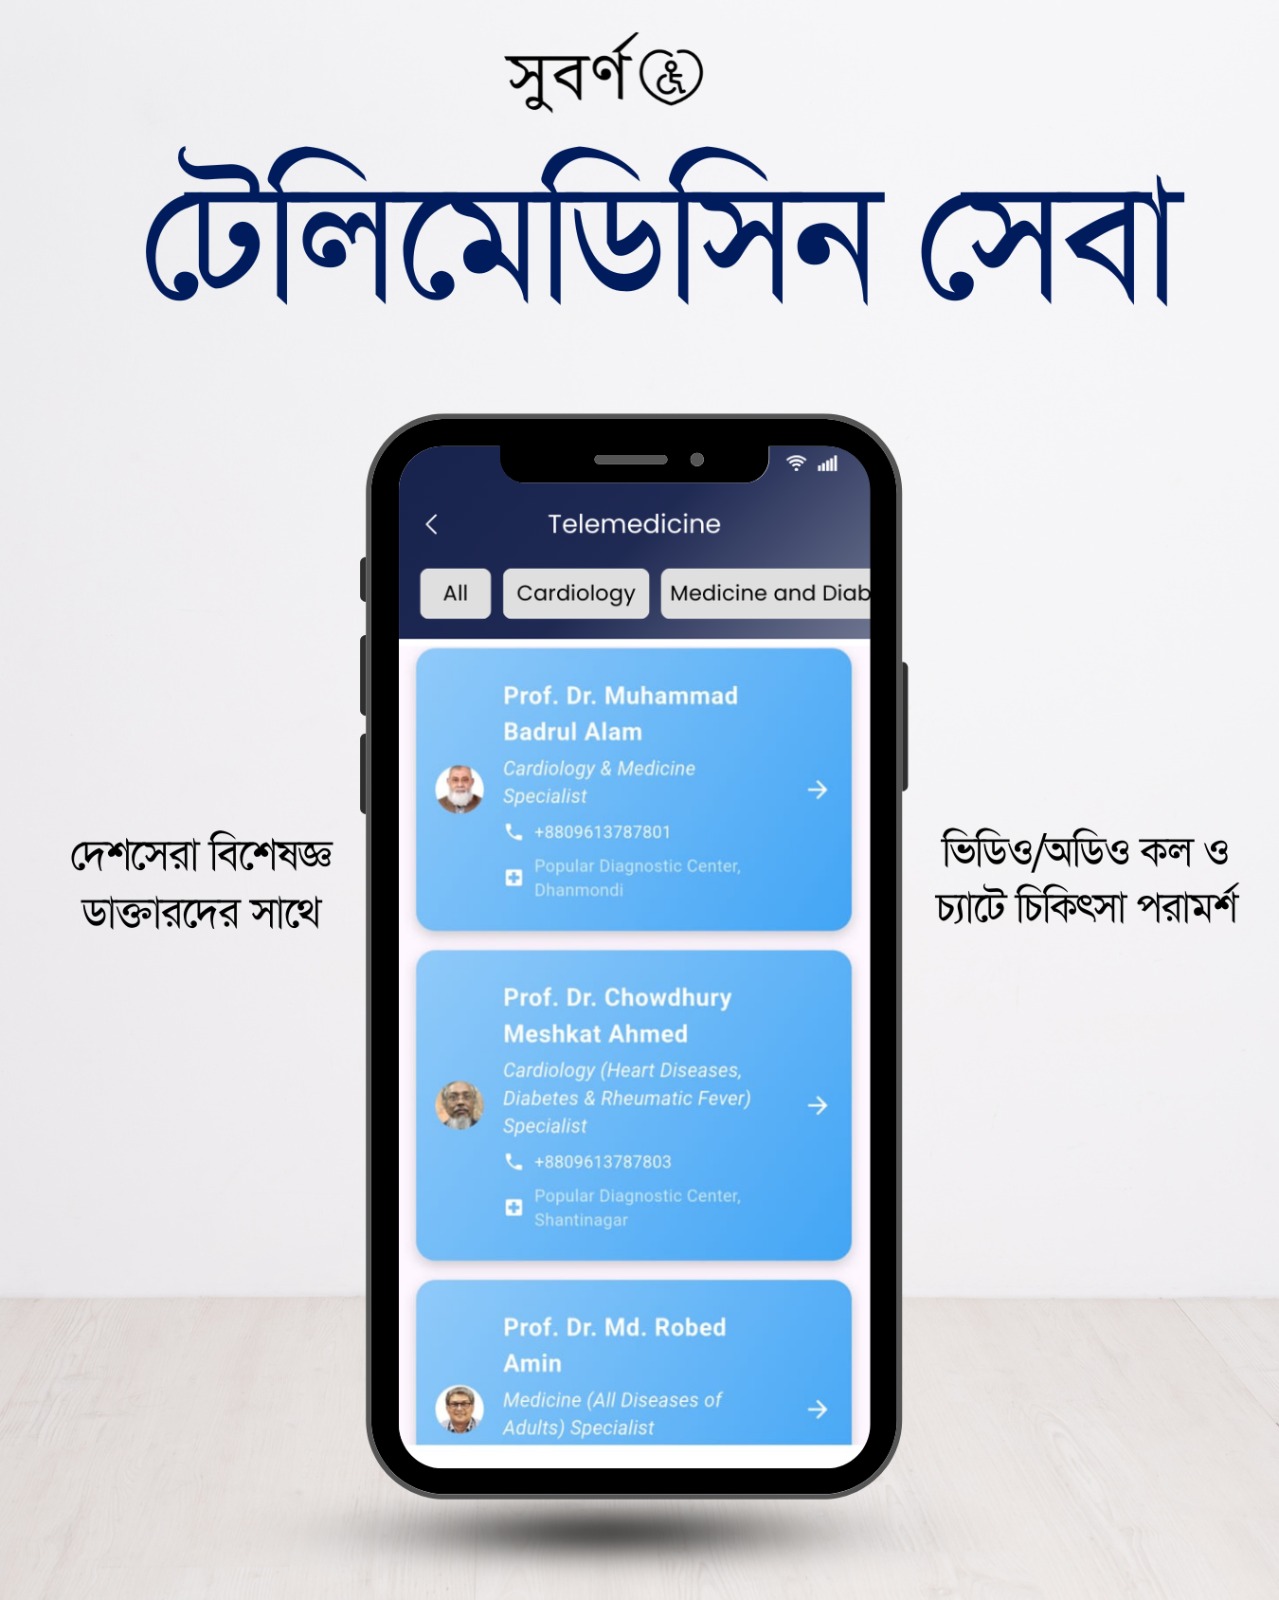 সুবর্ণ
টেলিমেডিসিন সেবা
Telemedicine
All
Cardiology
Medicine and Diab
Prof. Dr. Muhammad
Badrul Alam
Cardiology & Medicine
Specialist
+8809613787801
Popular Diagnostic Center,
Dhanmondi
দেশসেরা বিশেষজ্ঞ
ডাক্তারদের সাথে
ভিডিও/অডিও কল ও
চ্যাটে চিকিৎসা পরামর্শ
Prof. Dr. Chowdhury
Meshkat Ahmed
Cardiology (Heart Diseases,
Diabetes & Rheumatic Fever)
Specialist
+8809613787803
Popular Diagnostic Center,
Shantinagar
Prof. Dr. Md. Robed
Amin
Medicine (All Diseases of
Adults) Specialist